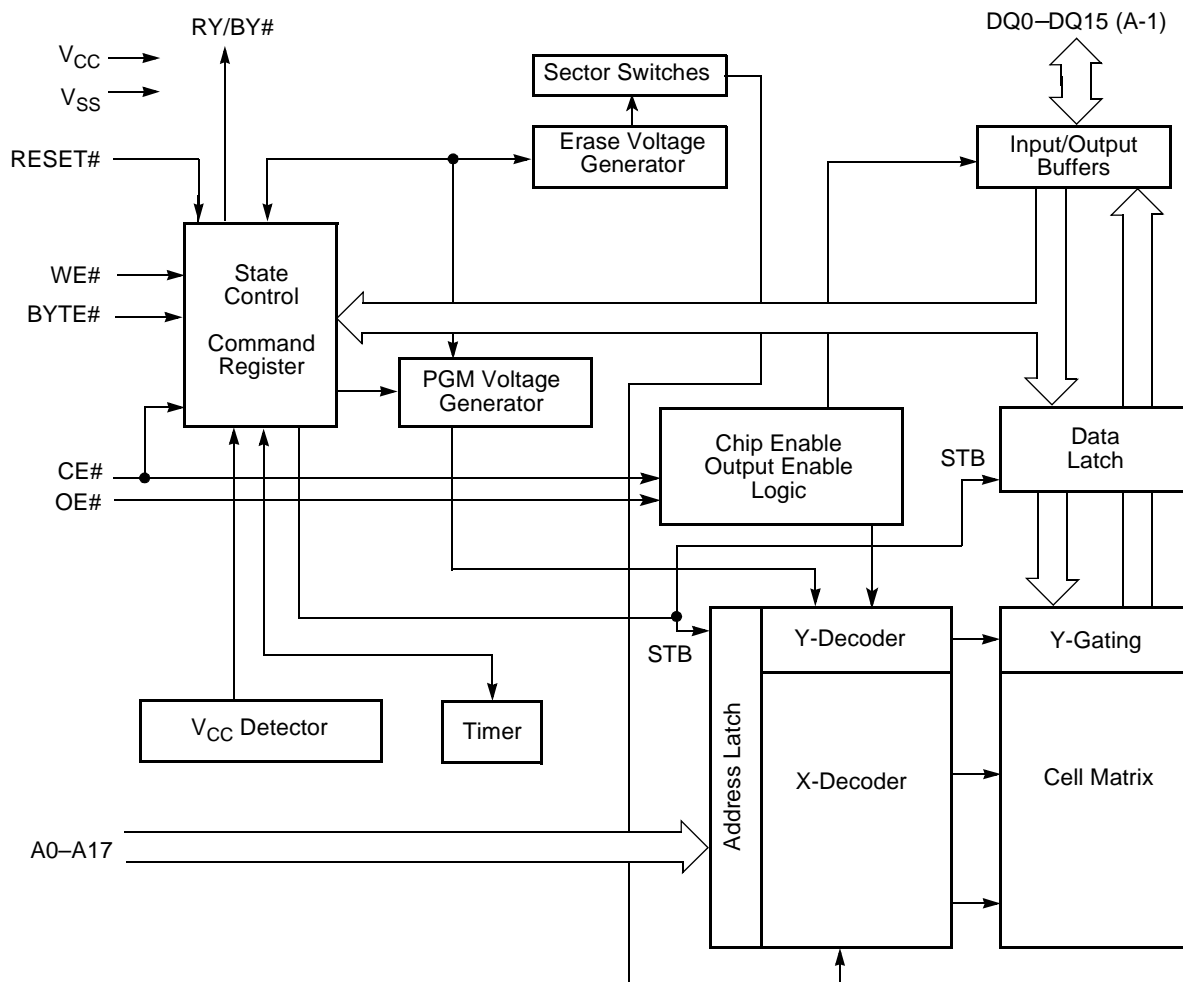 RY/BY#
DQ0–DQ15 (A-1)
VCC
VSS
Sector Switches
Erase Voltage
Generator
Input/Output
Buffers
RESET#
WE#
BYTE#
State
Control
Command
Register
PGM Voltage
Generator
Chip Enable
Output Enable
Logic
Data
Latch
STB
CE#
OE#
STB
Y-Decoder
Y-Gating
VCC Detector
Timer
Address Latch
X-Decoder
Cell Matrix
A0–A17